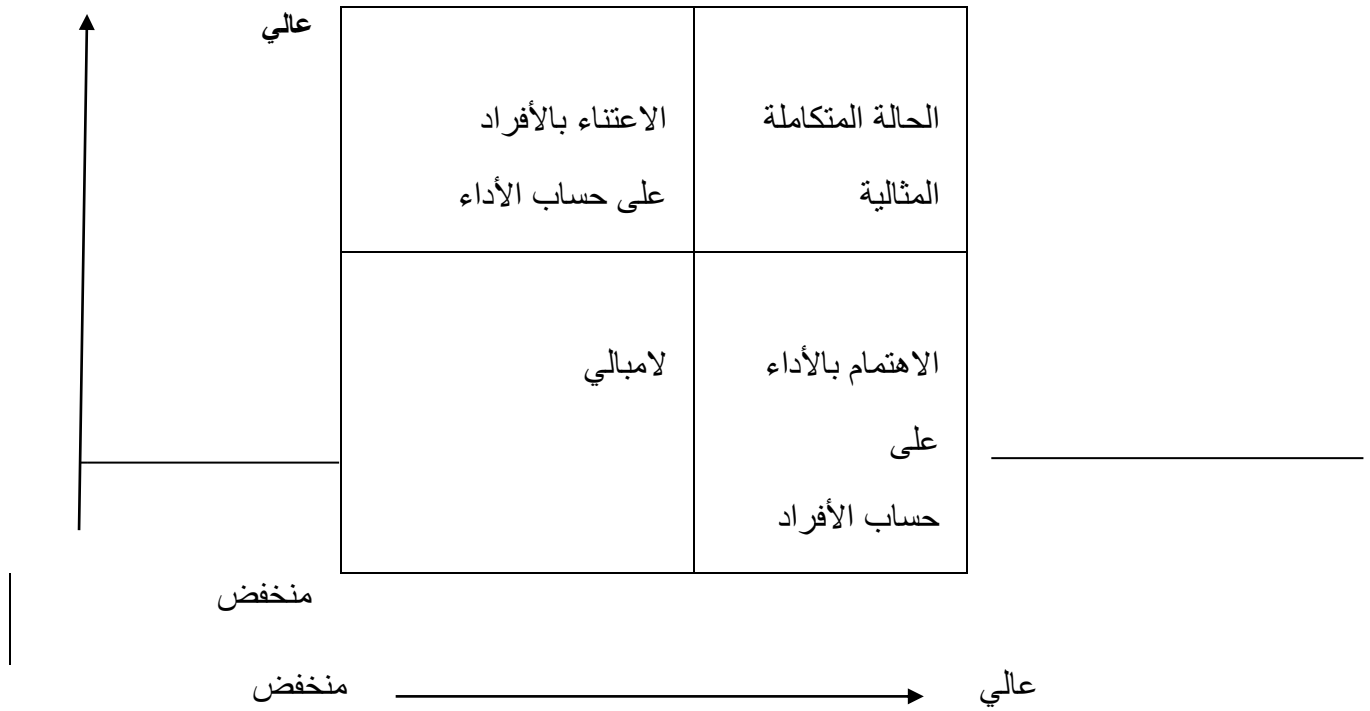 عالي
الحالة المتكاملة
المثالية
الاعتناء بالأفراد
على حساب الأداء
الاهتمام بالأداء
على
حساب الأفراد
لامبالي
منخفض
عالي
منخفض